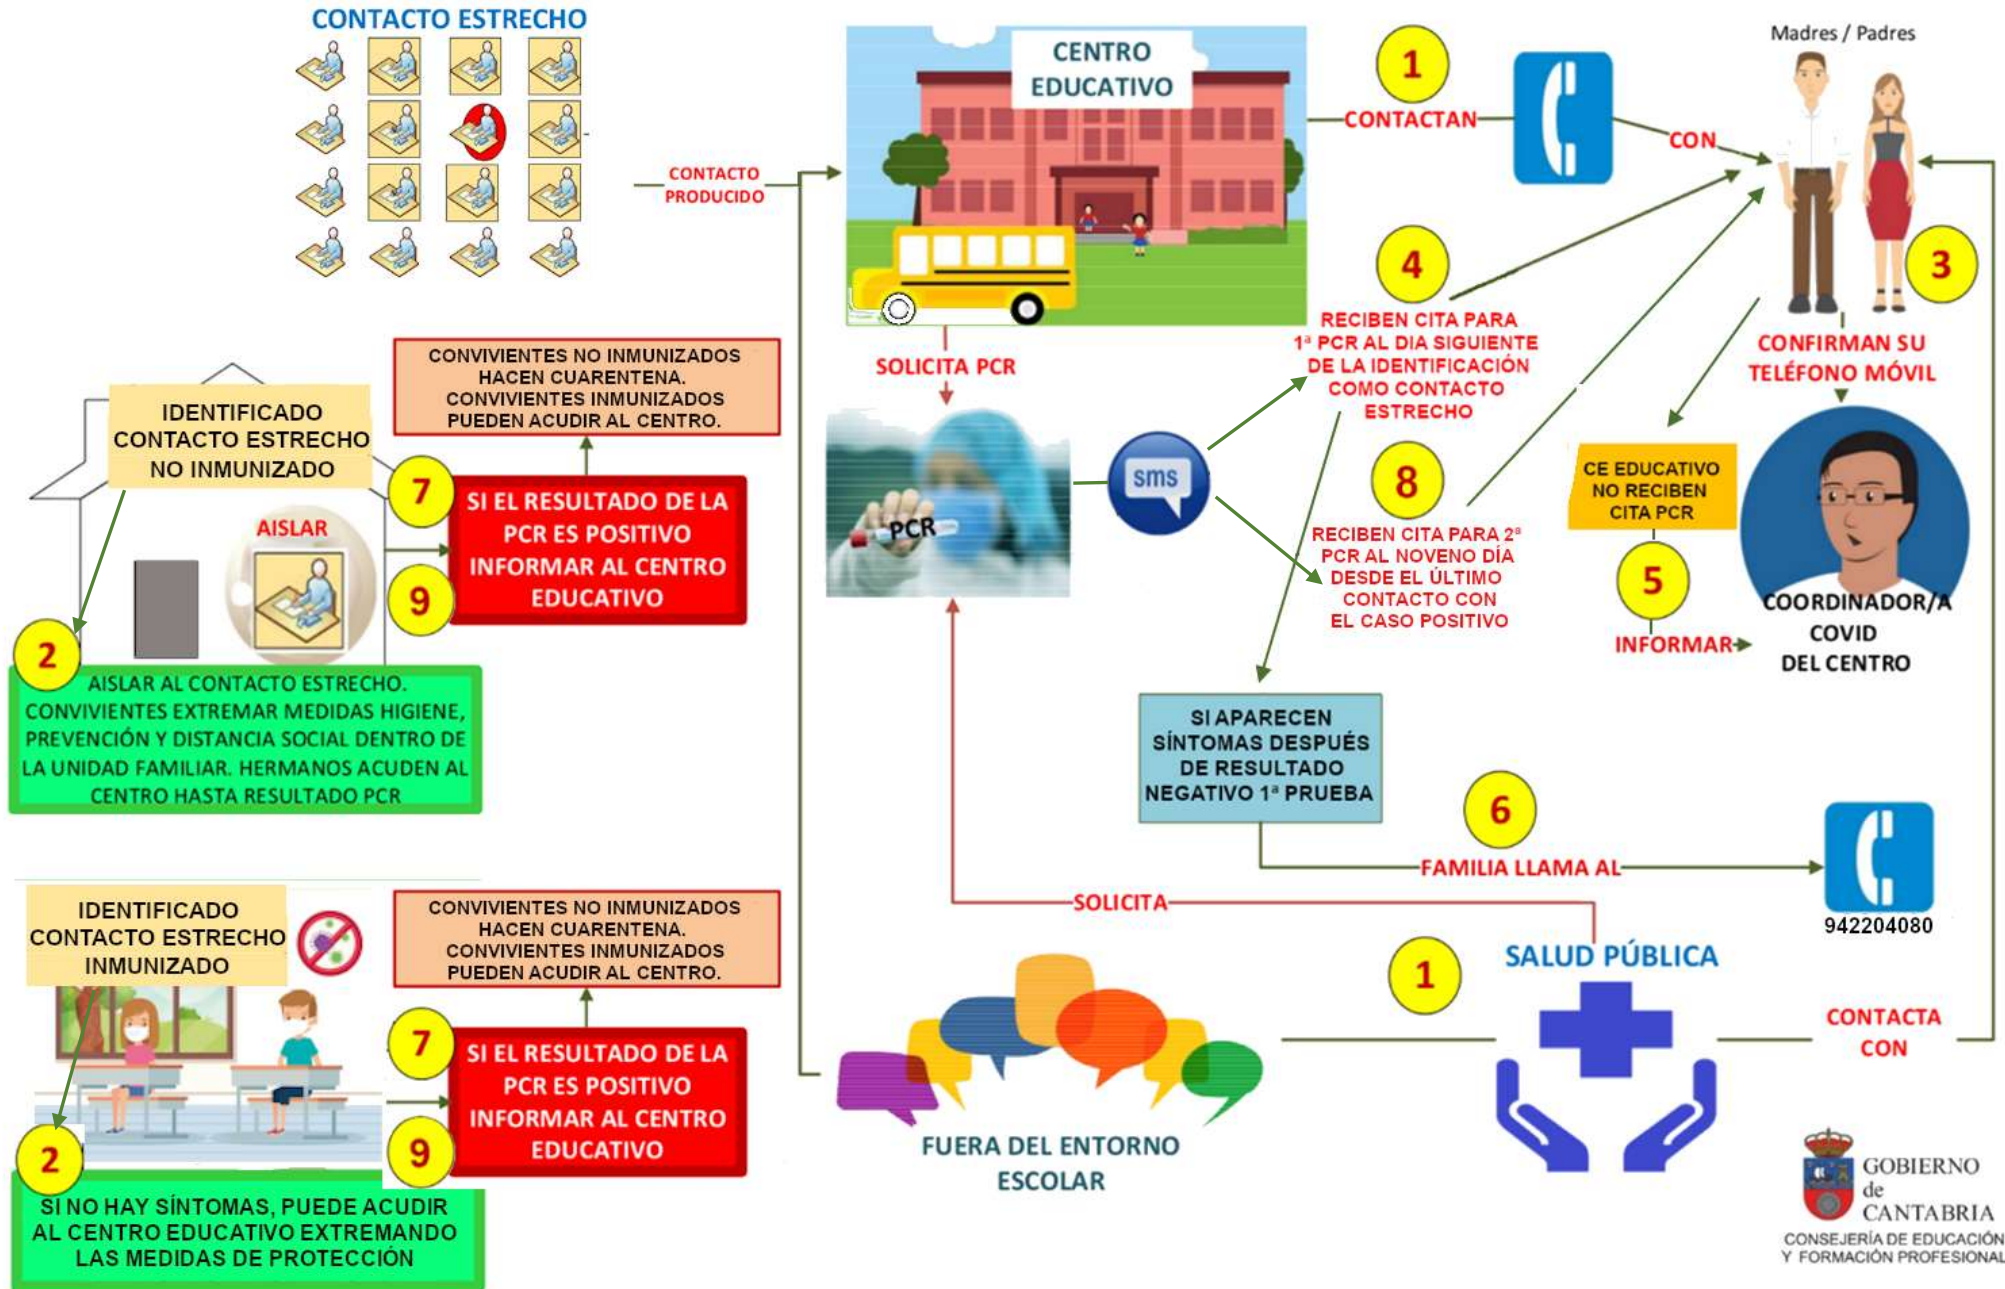 CONTACTO ESTRECHO
CONTACTO
PRODUCIDO
CENTRO
EDUCATIVO
1
CONTACTAN
CON
Madres / Padres
3
CONFIRMAN SU
TELÉFONO MÓVIL
4
RECIBEN CITA PARA
1ª PCR AL DIA SIGUIENTE
DE LA IDENTIFICACIÓN
COMO CONTACTO
ESTRECHO
SOLICITA PCR
PCR
sms
8
RECIBEN CITA PARA 2ª
PCR AL NOVENO DÍA
DESDE EL ÚLTIMO
CONTACTO CON
EL CASO POSITIVO
CE EDUCATIVO
NO RECIBEN
CITA PCR
5
INFORMAR
COORDINADOR/A
COVID
DEL CENTRO
IDENTIFICADO
CONTACTO ESTRECHO
NO INMUNIZADO
AISLAR
CONVIVIENTES NO INMUNIZADOS
HACEN CUARENTENA.
CONVIVIENTES INMUNIZADOS
PUEDEN ACUDIR AL CENTRO.
7
9
SI EL RESULTADO DE LA
PCR ES POSITIVO
INFORMAR AL CENTRO
EDUCATIVO
2
AISLAR AL CONTACTO ESTRECHO.
CONVIVIENTES EXTREMAR MEDIDAS HIGIENE,
PREVENCIÓN Y DISTANCIA SOCIAL DENTRO DE
LA UNIDAD FAMILIAR. HERMANOS ACUDEN AL
CENTRO HASTA RESULTADO PCR
SI APARECEN
SÍNTOMAS DESPUÉS
DE RESULTADO
NEGATIVO 1ª PRUEBA
6
FAMILIA LLAMA AL
942204080
IDENTIFICADO
CONTACTO ESTRECHO
INMUNIZADO
CONVIVIENTES NO INMUNIZADOS
HACEN CUARENTENA.
CONVIVIENTES INMUNIZADOS
PUEDEN ACUDIR AL CENTRO.
7
9
SI EL RESULTADO DE LA
PCR ES POSITIVO
INFORMAR AL CENTRO
EDUCATIVO
2
SI NO HAY SÍNTOMAS, PUEDE ACUDIR
AL CENTRO EDUCATIVO EXTREMANDO
LAS MEDIDAS DE PROTECCIÓN
SOLICITA
1
SALUD PÚBLICA
CONTACTA
CON
FUERA DEL ENTORNO
ESCOLAR
GOBIERNO
de
CANTABRIA
CONSEJERÍA DE EDUCACIÓN
Y FORMACIÓN PROFESIONAL